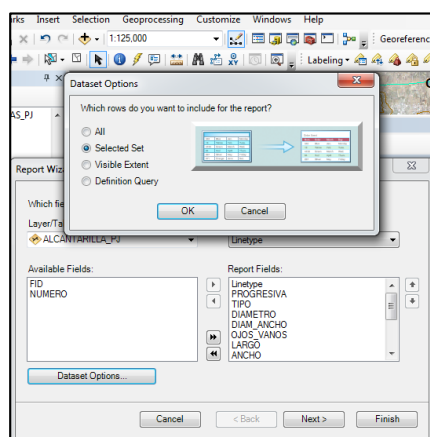 rks Insert Selection Geoprocessing Customize Windows Help
1:125,000
Georeferenc
Labeling
AS_PJ
Dataset Options
Which rows do you want to include for the report?
All
Selected Set
Visible Extent
Definition Query
OK Cancel
Report Wiz
Which fie
Layer/Ta
ALCANTARILLA_PJ
Linetype
Available Fields:
FID
NUMERO
Report Fields:
Linetype
PROGRESIVA
TIPO
DIAMETRO
DIAM_ANCHO
OJOS_VANOS
LARGO
ANCHO
Dataset Options...
Cancel < Back Next > Finish